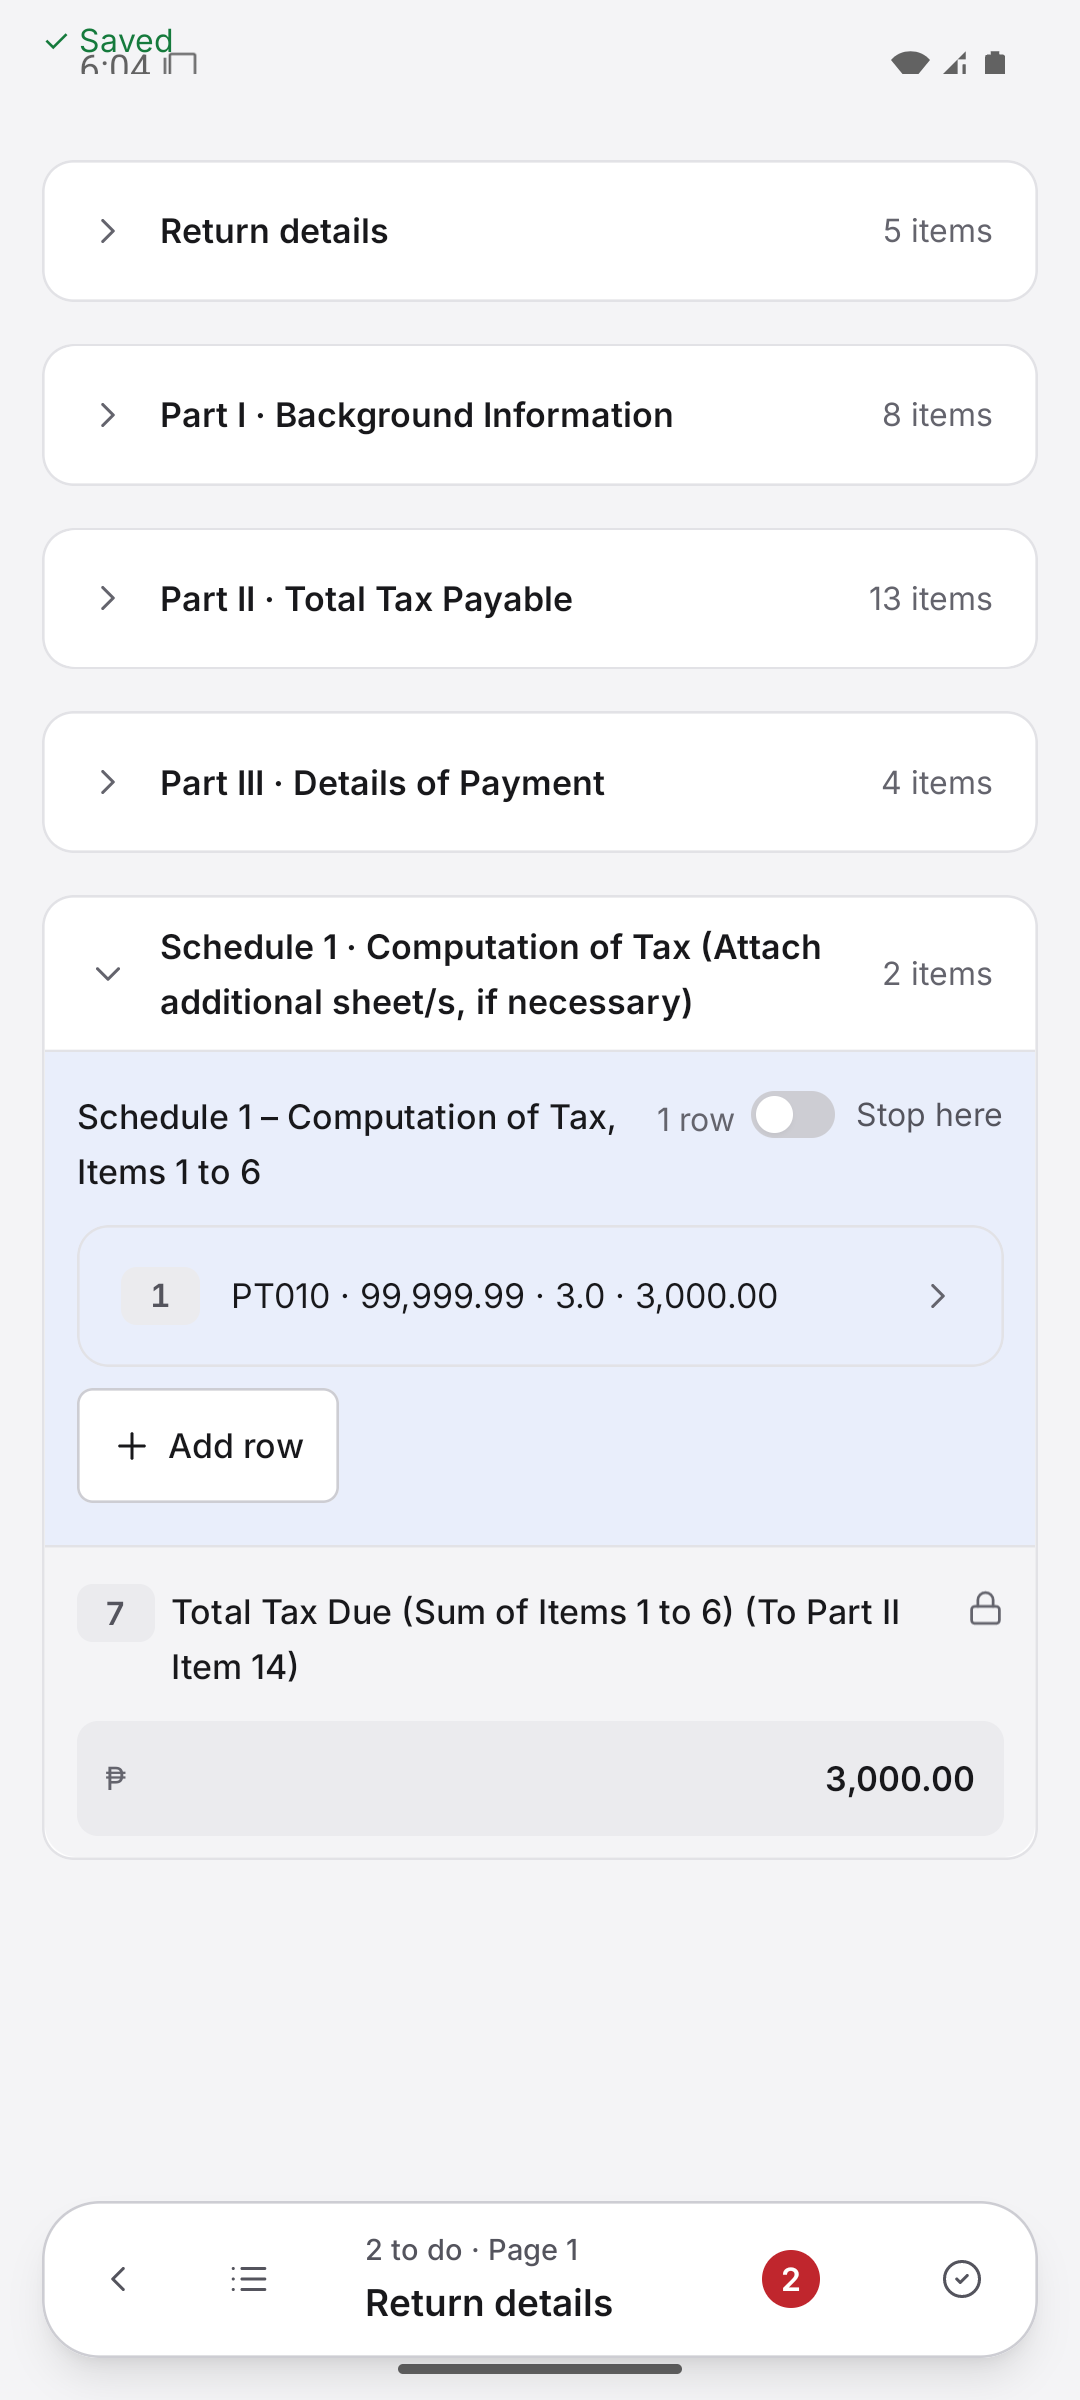 Saved
6:04
Return details
5 items
Part I · Background Information
8 items
Part II · Total Tax Payable
13 items
Part III · Details of Payment
4 items
Schedule 1 · Computation of Tax (Attach
additional sheet/s, if necessary)
2 items
Schedule 1 – Computation of Tax,
Items 1 to 6
1 row
Stop here
1
PT010 · 99,999.99 · 3.0 · 3,000.00
Add row
7
Total Tax Due (Sum of Items 1 to 6) (To Part II
Item 14)
₱
3,000.00
2 to do · Page 1
Return details
2